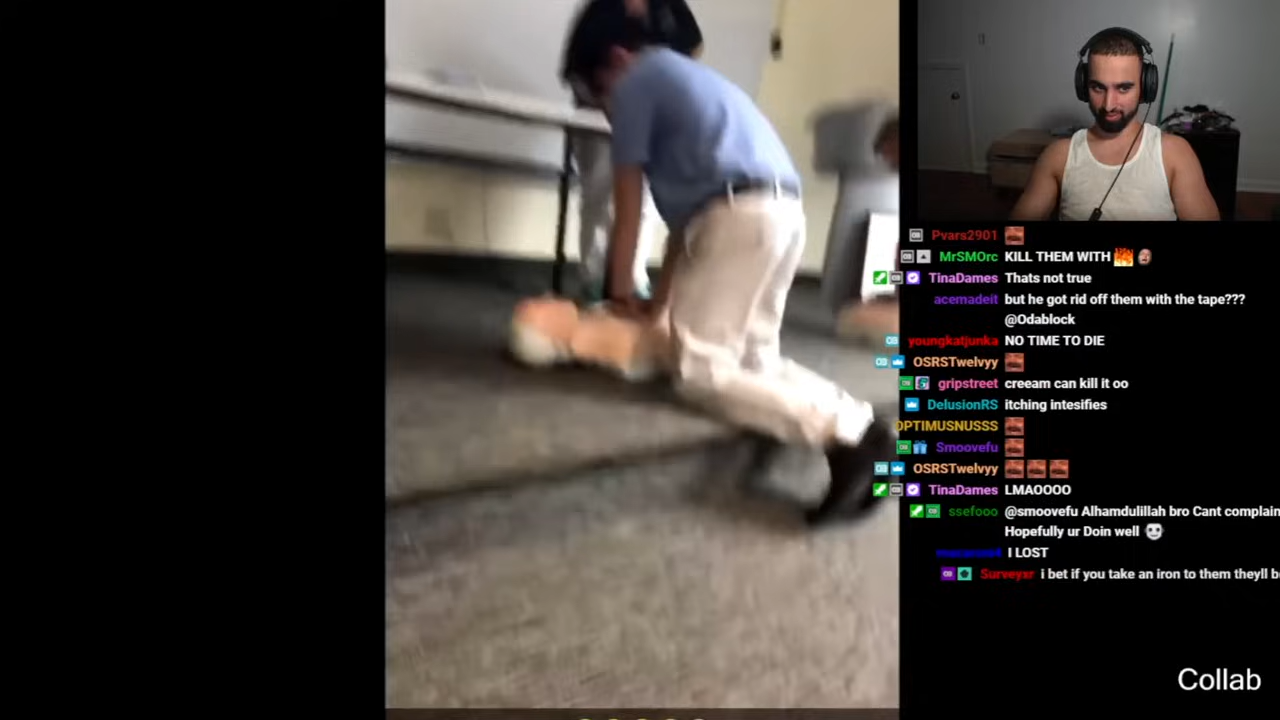 Pvars2901
MrSMOrc KILL THEM WITH
TinaDames Thats not true
acemadeit but he got rid off them with the tape???
@Odablock
youngkatjunka NO TIME TO DIE
OSRSTwelvyy
gripstreet creeam can kill it oo
DelusionRS itching intesifies
OPTIMUSNUSSS
Smoovefu
OSRSTwelvyy
TinaDames LMAOOOO
ssefooo @smoovefu Alhamdulillah bro Cant complain
Hopefully ur Doin well
I LOST
Surveyxr i bet if you take an iron to them theyll b
Collab